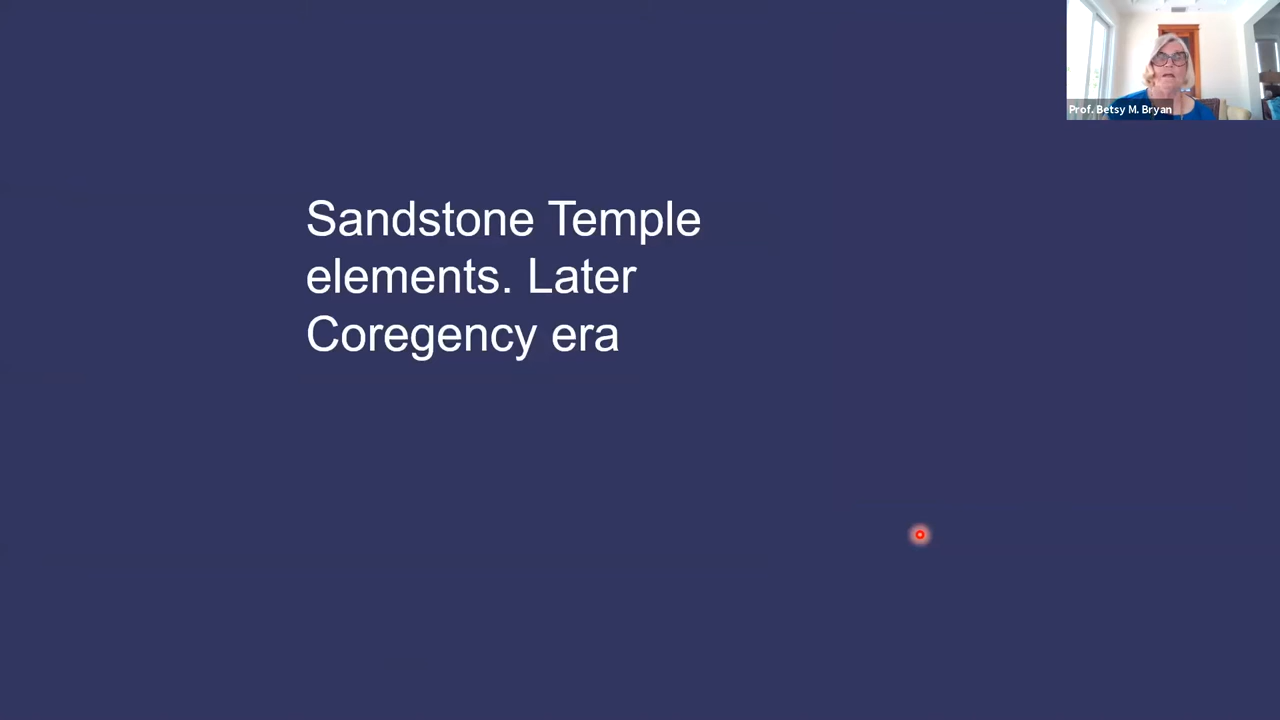 Prof. Betsy M. Bryan
Sandstone Temple
elements. Later
Coregency era